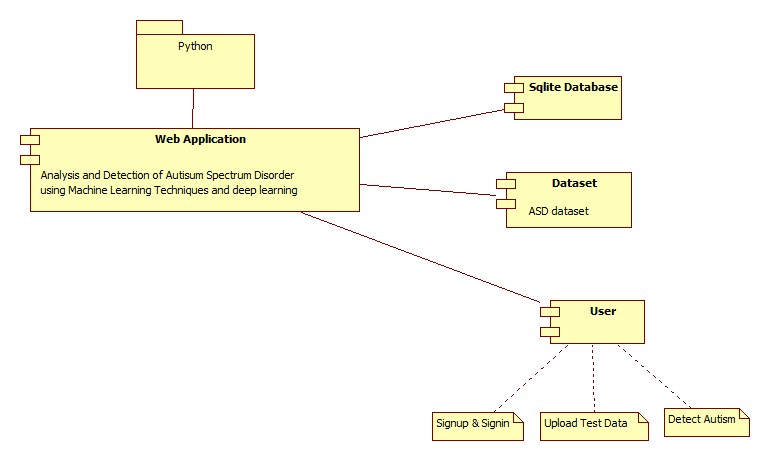 Python
Sqlite Database
Web Application
Analysis and Detection of Autisum Spectrum Disorder
using Machine Learning Techniques and deep learning
Dataset
ASD dataset
User
Signup & Signin
Upload Test Data
Detect Autism